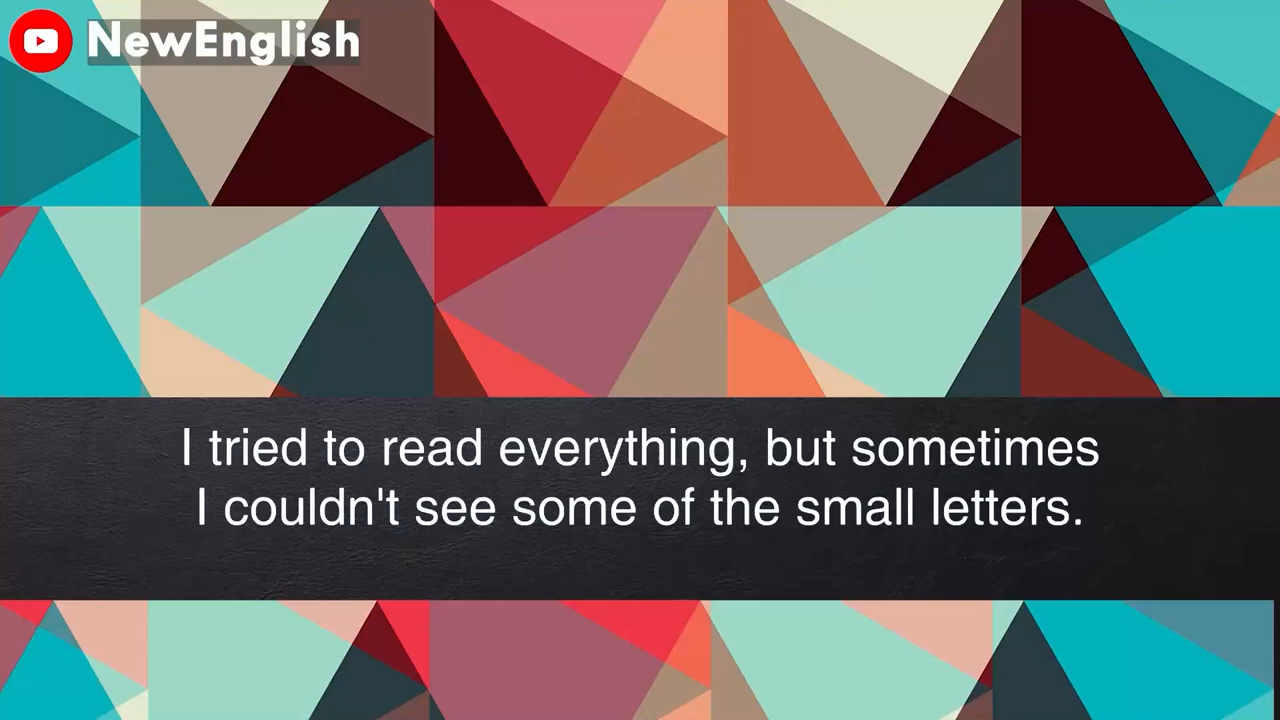 NewEnglish
I tried to read everything, but sometimes
I couldn't see some of the small letters.